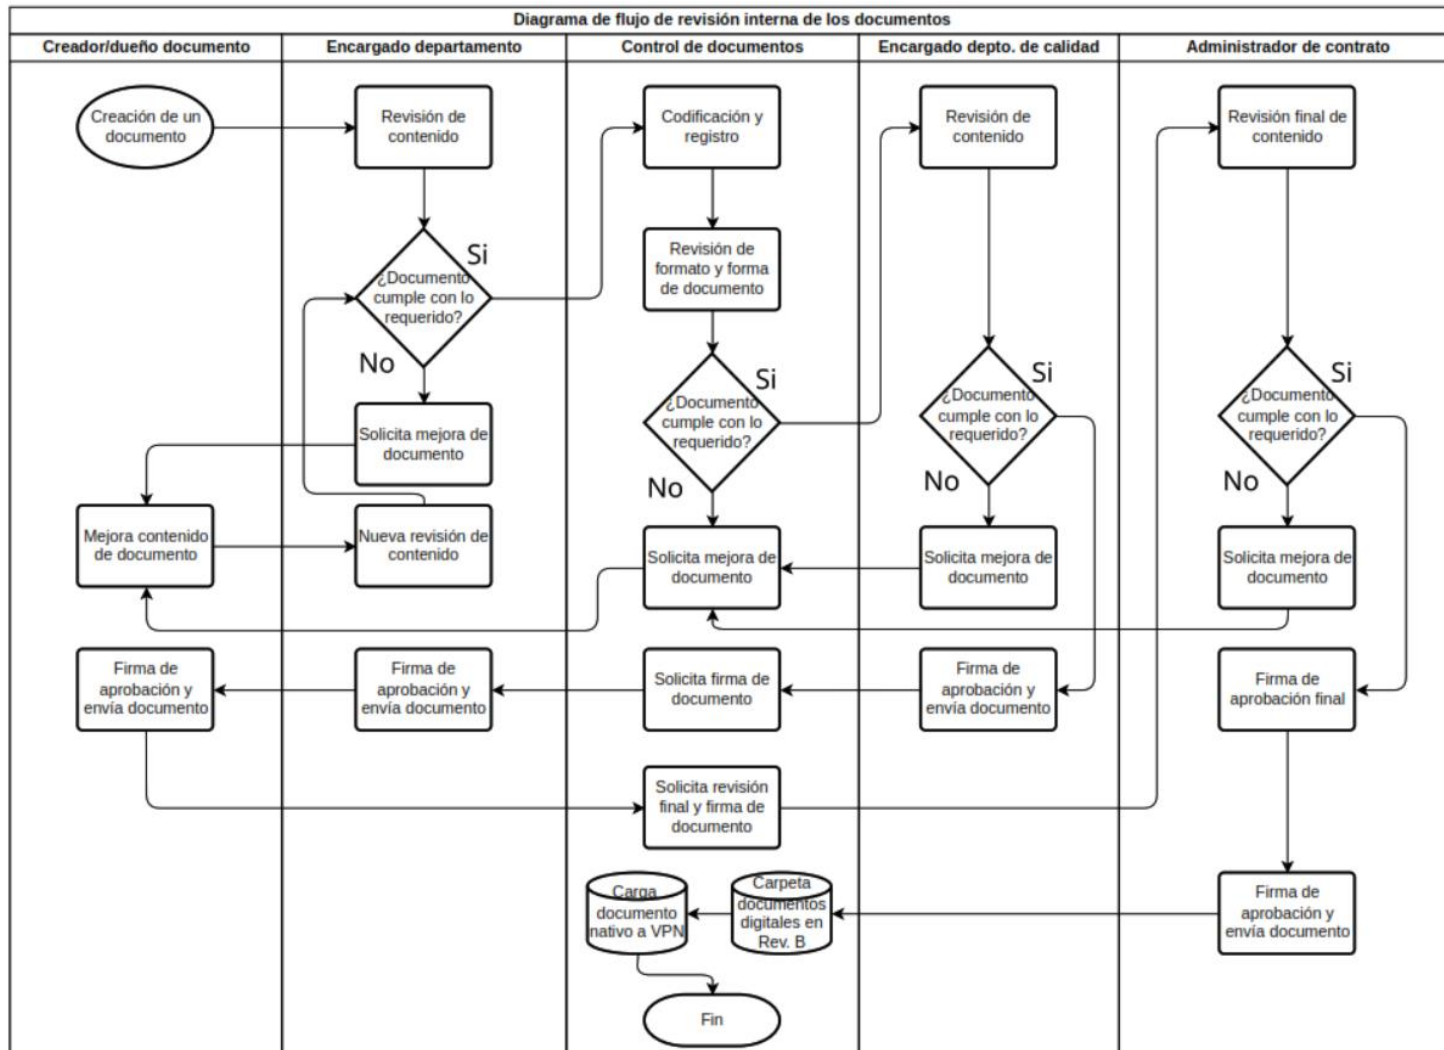 Diagrama de flujo de revisión interna de los documentos
Creador/dueño documento
Encargado departamento
Control de documentos
Encargado depto. de calidad
Administrador de contrato
Creación de un
documento
Revisión de
contenido
Codificación y
registro
Revisión de
contenido
Revisión final de
contenido
Si
¿Documento
cumple con lo
requerido?
No
Revisión de
formato y forma
de documento
Si
¿Documento
cumple con lo
requerido?
No
Si
¿Documento
cumple con lo
requerido?
No
Si
¿Documento
cumple con lo
requerido?
No
Solicita mejora de
documento
Mejora contenido
de documento
Nueva revisión de
contenido
Solicita mejora de
documento
Solicita mejora de
documento
Solicita mejora de
documento
Firma de
aprobación y
envía documento
Firma de
aprobación y
envía documento
Solicita firma de
documento
Firma de
aprobación y
envía documento
Firma de
aprobación final
Solicita revisión
final y firma de
documento
Carga
documento
nativo a VPN
Carpeta
documentos
digitales en
Rev. B
Firma de
aprobación y
envía documento
Fin